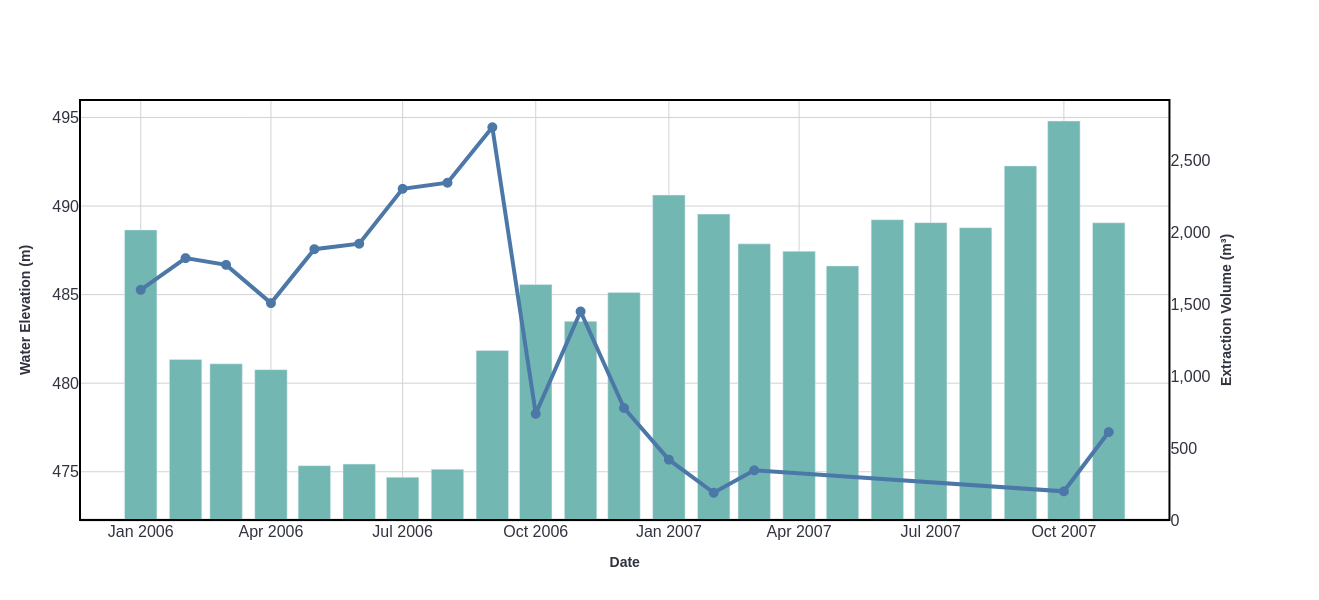 495
490
485
480
475
Water Elevation (m)
2,500
2,000
1,500
1,000
500
0
Extraction Volume (m³)
Jan 2006 Apr 2006 Jul 2006 Oct 2006 Jan 2007 Apr 2007 Jul 2007 Oct 2007
Date